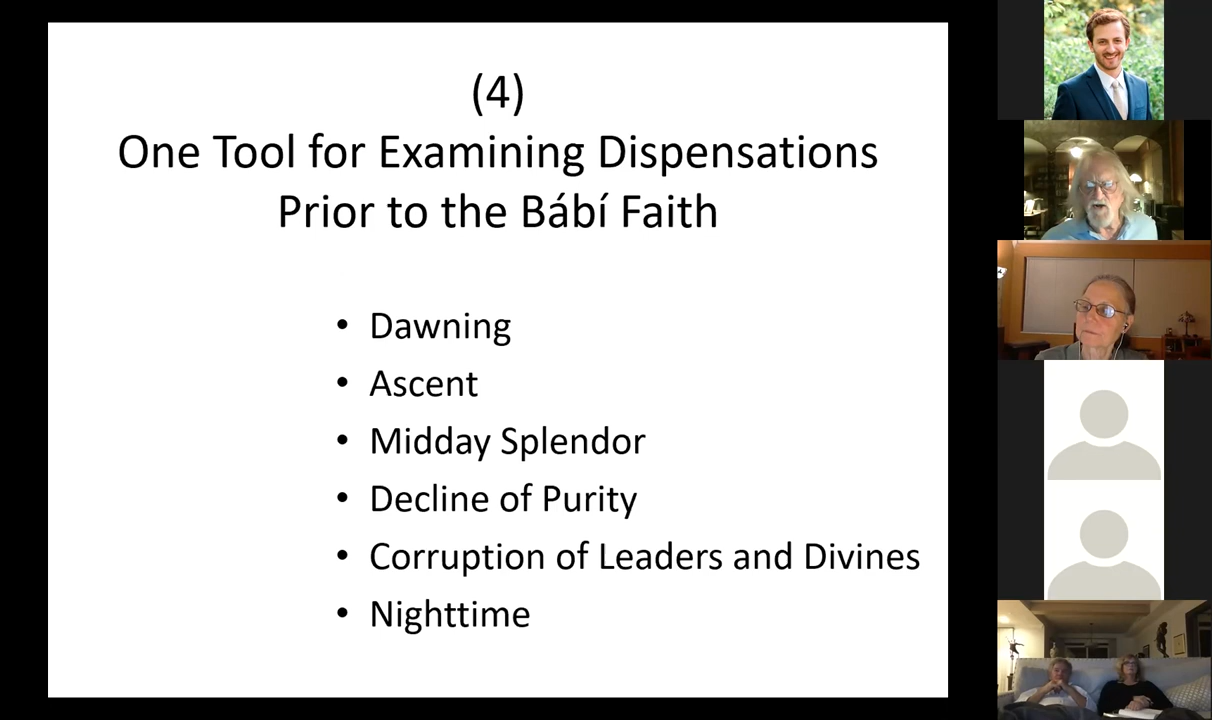 (4)
One Tool for Examining Dispensations
Prior to the Bábí Faith
• Dawning
• Ascent
• Midday Splendor
• Decline of Purity
• Corruption of Leaders and Divines
• Nighttime